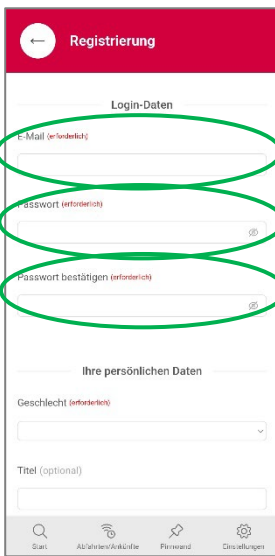 Registrierung
Login-Daten
E-Mail (erforderlich)
Passwort (erforderlich)
Passwort bestätigen (erforderlich)
Ihre persönlichen Daten
Geschlecht (erforderlich)
Titel (optional)
Start Abfahrten/Ankünfte Pinnwand Einstellungen